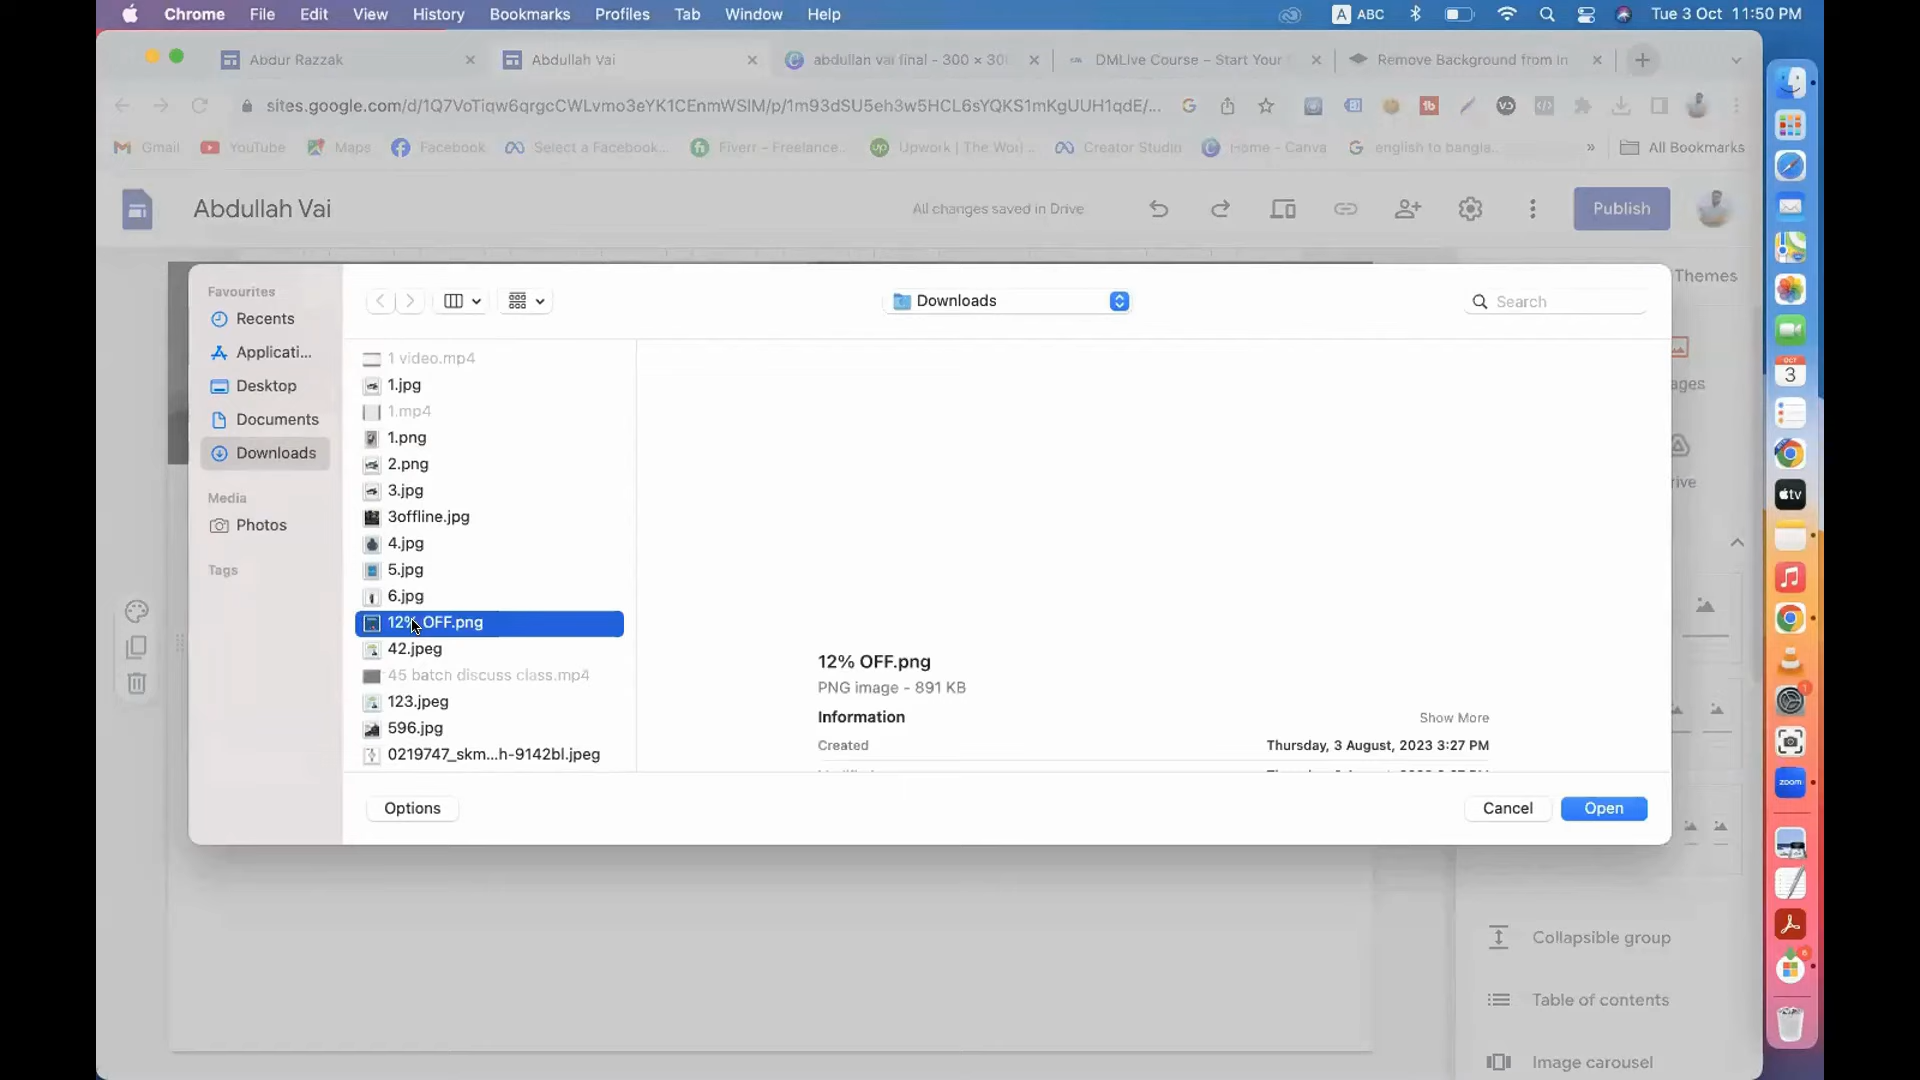 Chrome File Edit View History Bookmarks Profiles Tab Window Help A ABC Tue 3 Oct 11:50 PM
Abdur Razzak Abdullah Vai abdullah vai final - 300 × 30 DMLive Course – Start Your Remove Background from In
sites.google.com/d/1Q7VoTiqw6qrgcCWLvmo3eYK1CEnmWSlM/p/1m93dSU5eh3w5HCL6sYQKS1mKgUUH1qdE/...
Gmail YouTube Maps Facebook Select a Facebook... Fiverr - Freelance... Upwork | The Worl... Creator Studio Home - Canva english to bangla... » All Bookmarks
Abdullah Vai All changes saved in Drive Publish
Themes
Favourites
Recents
Applicati...
Desktop
Documents
Downloads
Media
Photos
Tags
Downloads
Search
1 video.mp4
1.jpg
1.mp4
1.png
2.png
3.jpg
3offline.jpg
4.jpg
5.jpg
6.jpg
12% OFF.png
42.jpeg
45 batch discuss class.mp4
123.jpeg
596.jpg
0219747_skm...h-9142bl.jpeg
12% OFF.png
PNG image - 891 KB
Information Show More
Created Thursday, 3 August, 2023 3:27 PM
Options Cancel Open
ages
rive
Collapsible group
Table of contents
Image carousel
OCT
3
tv
zoom